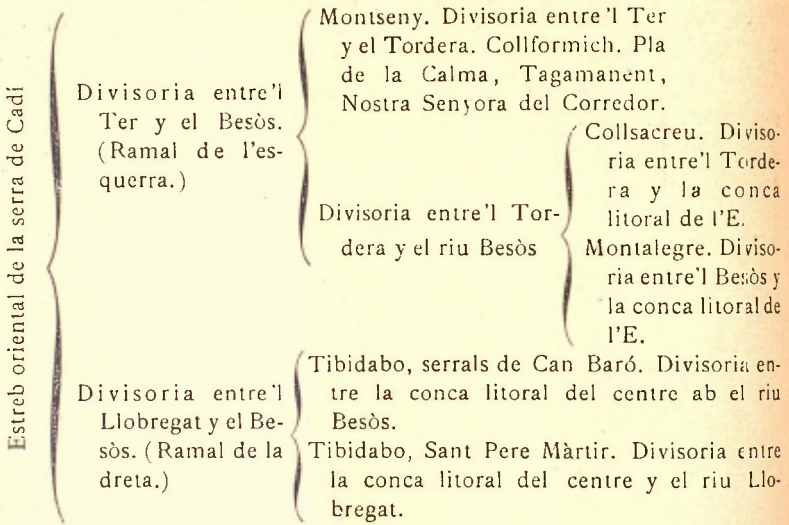 Estreb oriental de la serra de Cadí
Divisoria entre'l
Ter y el Besòs.
(Ramal de l'es-
querra.)
Montseny. Divisoria entre'l Ter
y el Tordera. Collformich. Pla
de la Calma, Tagamanent,
Nostra Senyora del Corredor.
Divisoria entre'l Tor-
dera y el riu Besòs
Collsacreu. Diviso-
ria entre'l Torde-
ra y la conca
litoral de l'E.
Montalegre. Diviso-
ria entre'l Besòs y
la conca litoral de
l'E.
Divisoria entre'l
Llobregat y el Be-
sòs. (Ramal de la
dreta.)
Tibidabo, serrals de Can Baró. Divisoria en-
tre la conca litoral del centre ab el riu
Besòs.
Tibidabo, Sant Pere Màrtir. Divisoria entre
la conca litoral del centre y el riu Llo-
bregat.